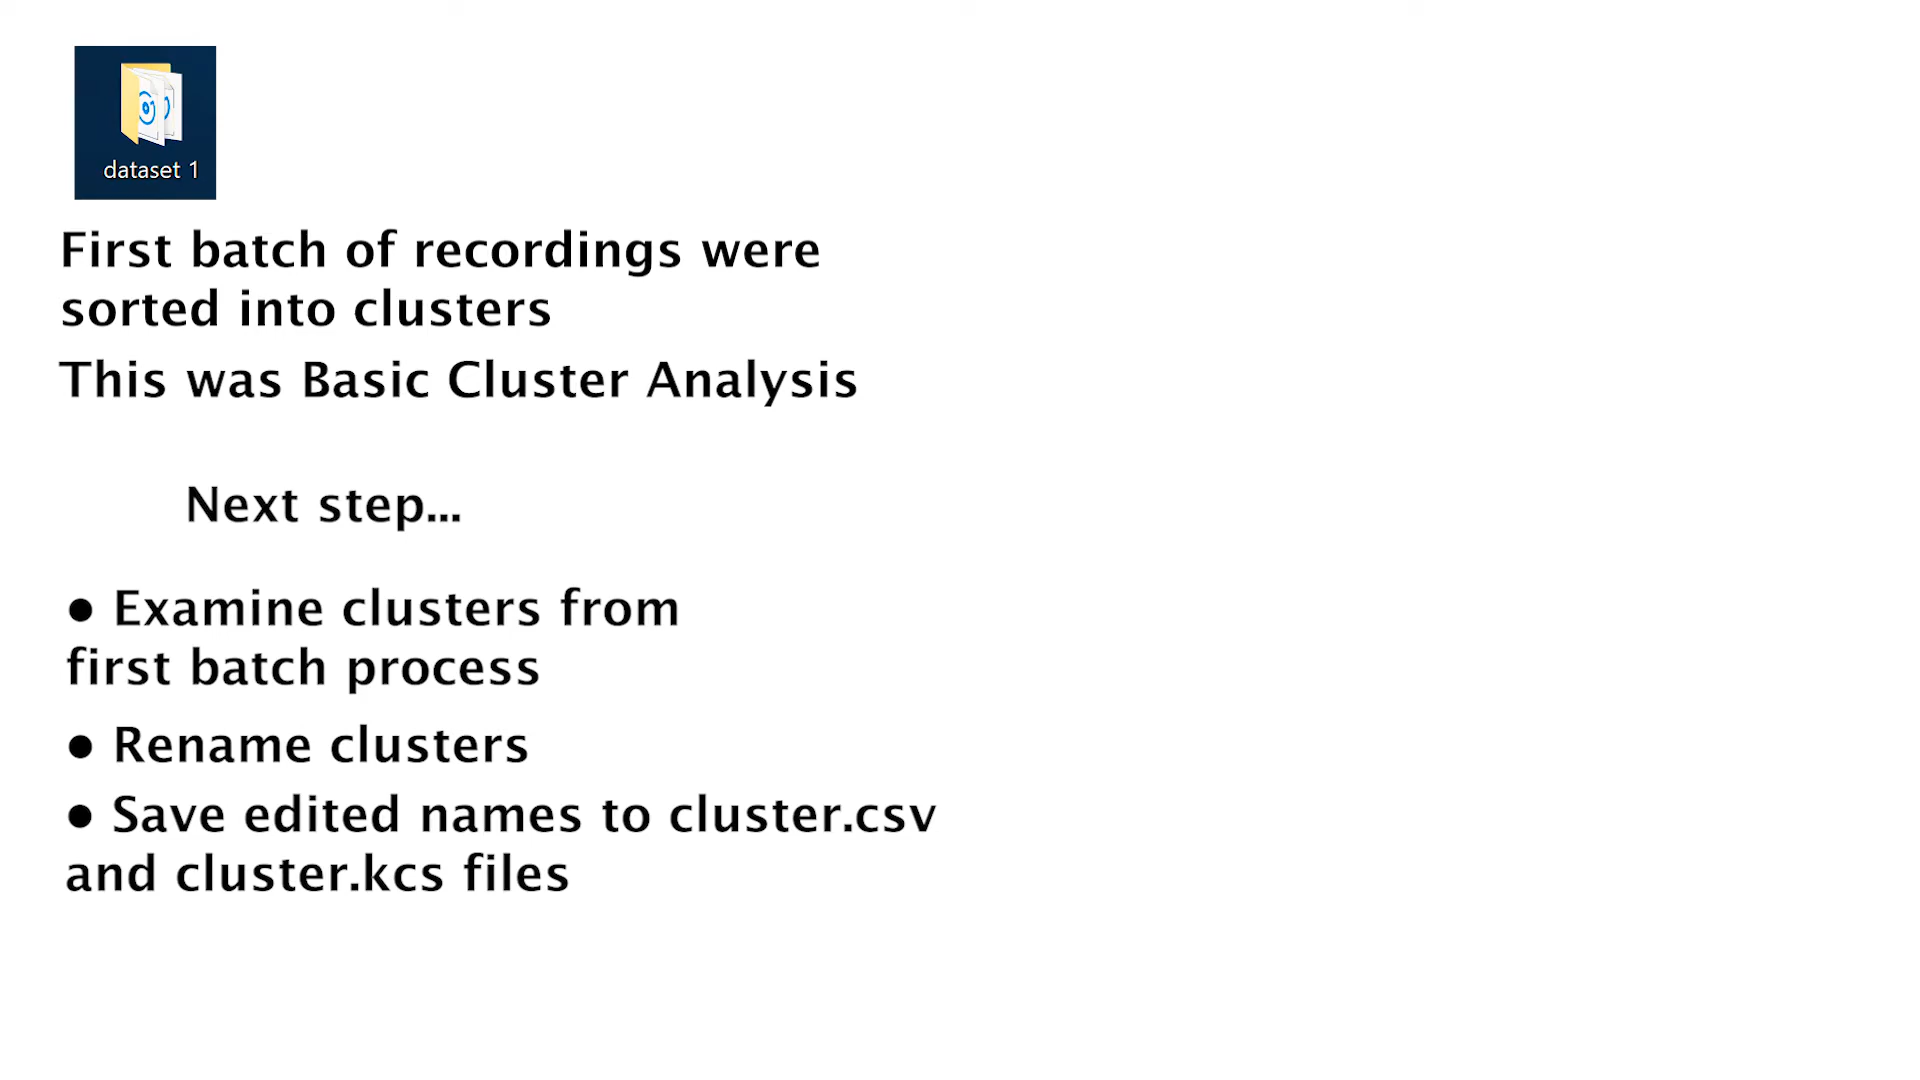 dataset 1
First batch of recordings were
sorted into clusters
This was Basic Cluster Analysis
Next step...
● Examine clusters from
first batch process
● Rename clusters
● Save edited names to cluster.csv
and cluster.kcs files